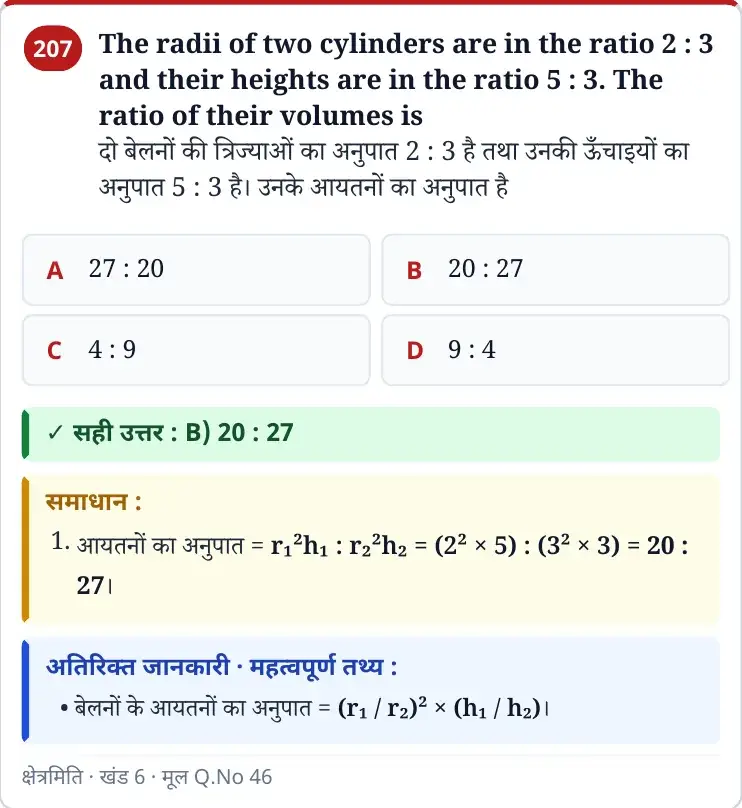 207
The radii of two cylinders are in the ratio 2 : 3
and their heights are in the ratio 5 : 3. The
ratio of their volumes is
दो बेलनों की त्रिज्याओं का अनुपात 2 : 3 है तथा उनकी ऊँचाइयों का
अनुपात 5 : 3 है। उनके आयतनों का अनुपात है
A 27 : 20
B 20 : 27
C 4 : 9
D 9 : 4
✓ सही उत्तर : B) 20 : 27
समाधान :
1. आयतनों का अनुपात = r₁²h₁ : r₂²h₂ = (2² × 5) : (3² × 3) = 20 :
27।
अतिरिक्त जानकारी · महत्वपूर्ण तथ्य :
• बेलनों के आयतनों का अनुपात = (r₁ / r₂)² × (h₁ / h₂)।
क्षेत्रमिति · खंड 6 · मूल Q.No 46